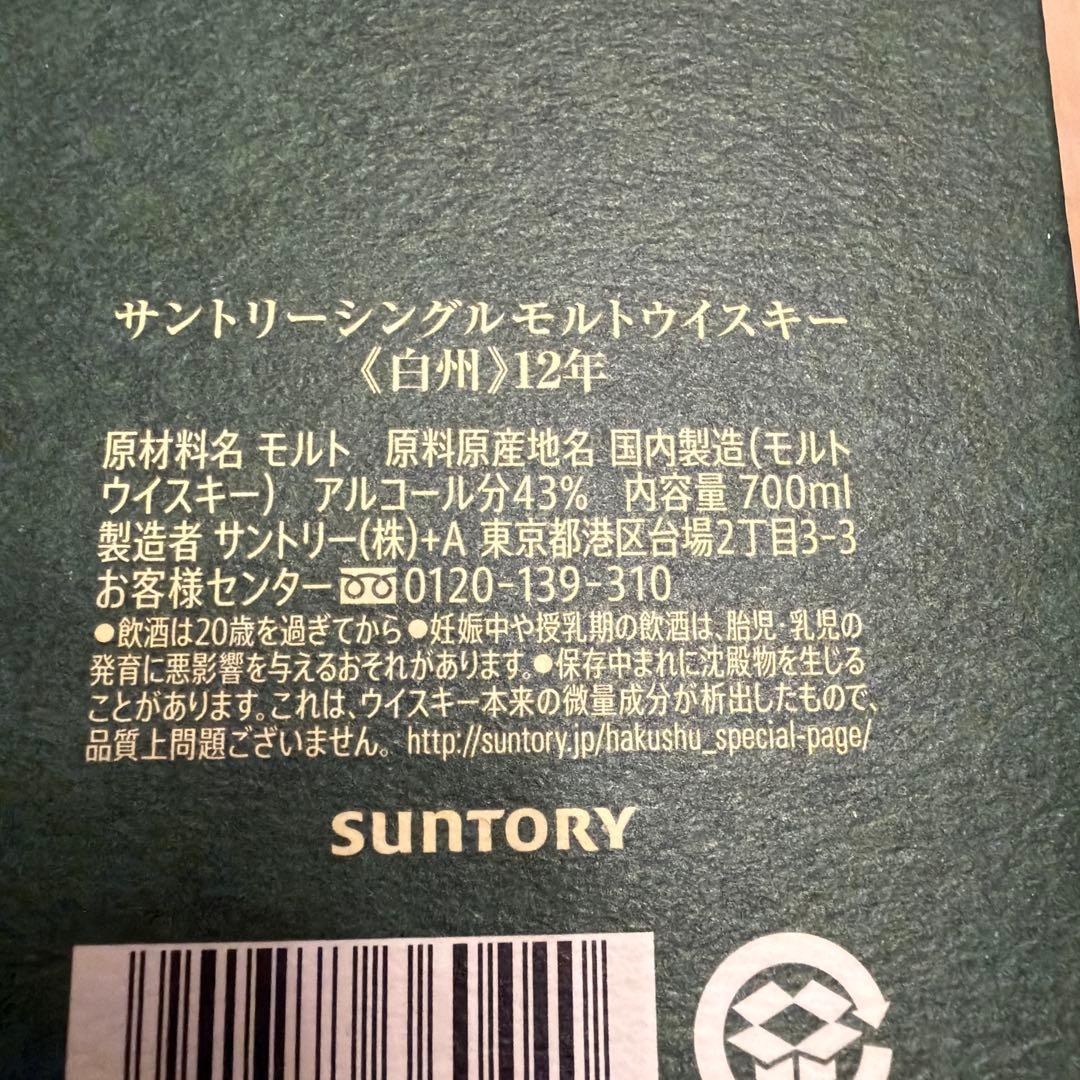 サントリーシングルモルトウイスキー
《白州》12年
原材料名 モルト　原料原産地名 国内製造(モルト
ウイスキー)　アルコール分43%　内容量 700ml
製造者 サントリー(株)+A 東京都港区台場2丁目3-3
お客様センター 0120-139-310
●飲酒は20歳を過ぎてから●妊娠中や授乳期の飲酒は、胎児・乳児の
発育に悪影響を与えるおそれがあります。●保存中まれに沈殿物を生じる
ことがあります。これは、ウイスキー本来の微量成分が析出したもので、
品質上問題ございません。 http://suntory.jp/hakushu_special-page/
SUNTORY